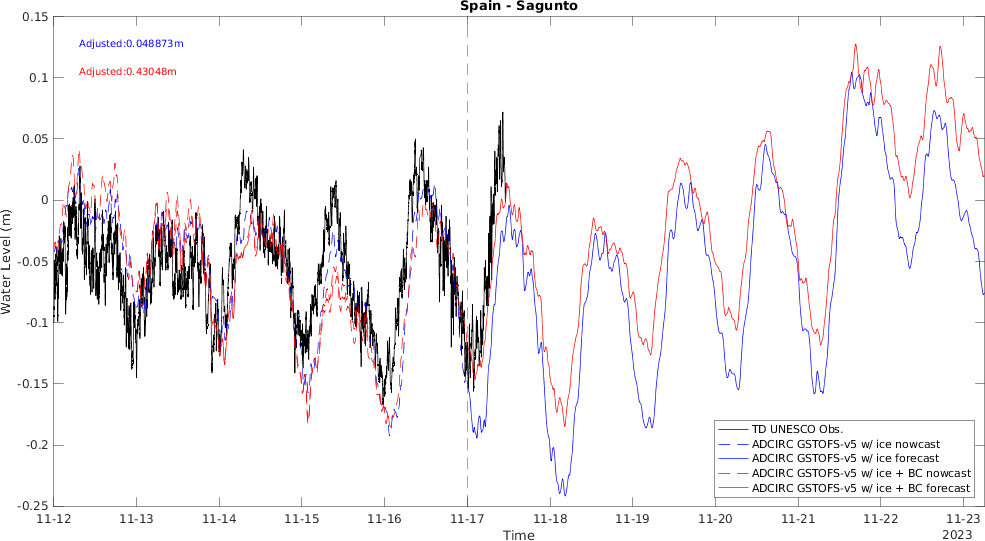 Spain - Sagunto
Adjusted:0.048873m
Adjusted:0.43048m
Water Level (m)
0.15
0.1
0.05
0
-0.05
-0.1
-0.15
-0.2
-0.25
TD UNESCO Obs.
ADCIRC GSTOFS-v5 w/ ice nowcast
ADCIRC GSTOFS-v5 w/ ice forecast
ADCIRC GSTOFS-v5 w/ ice + BC nowcast
ADCIRC GSTOFS-v5 w/ ice + BC forecast
11-12 11-13 11-14 11-15 11-16 11-17 11-18 11-19 11-20 11-21 11-22 11-23
Time
2023